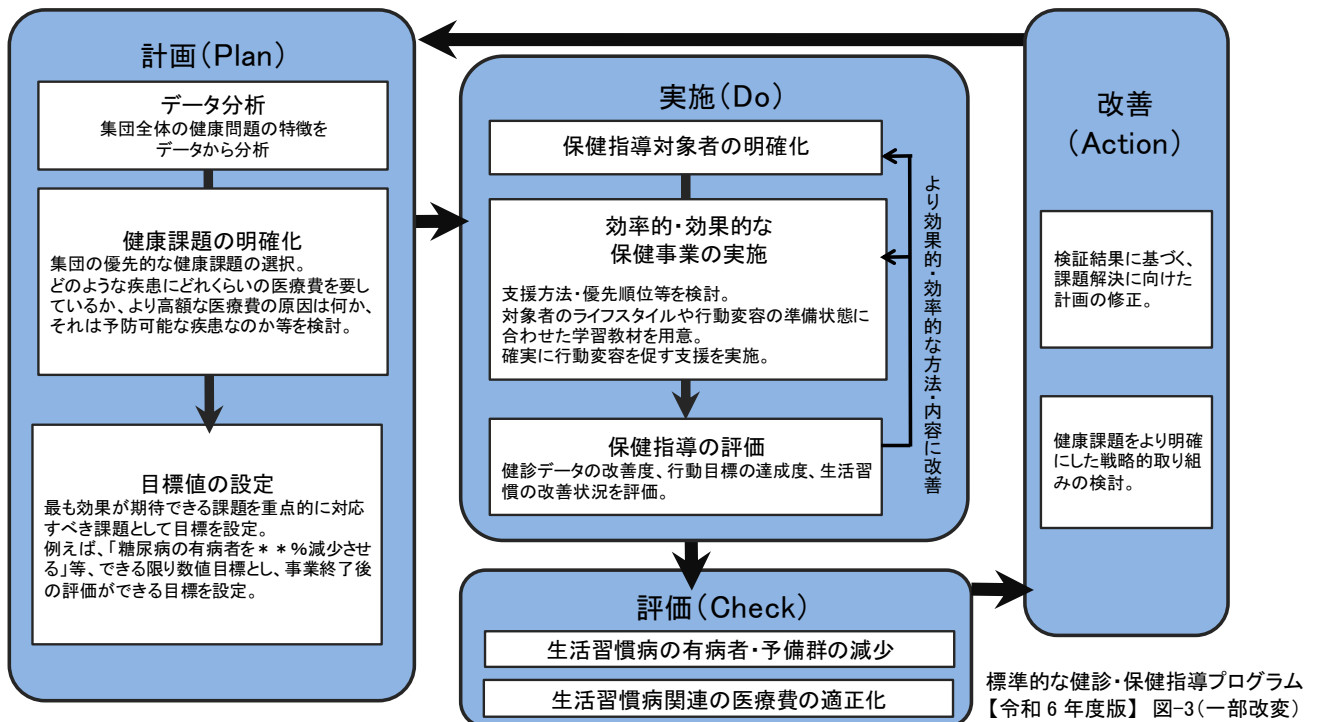 計画(Plan)
データ分析
集団全体の健康問題の特徴を
データから分析
健康課題の明確化
集団の優先的な健康課題の選択。
どのような疾患にどれくらいの医療費を要し
ているか、より高額な医療費の原因は何か、
それは予防可能な疾患なのか等を検討。
目標値の設定
最も効果が期待できる課題を重点的に対応
すべき課題として目標を設定。
例えば、「糖尿病の有病者を**%減少させ
る」等、できる限り数値目標とし、事業終了後
の評価ができる目標を設定。
実施(Do)
保健指導対象者の明確化
効率的・効果的な
保健事業の実施
支援方法・優先順位等を検討。
対象者のライフスタイルや行動変容の準備状態に
合わせた学習教材を用意。
確実に行動変容を促す支援を実施。
保健指導の評価
健診データの改善度、行動目標の達成度、生活習
慣の改善状況を評価。
より効果的・効率的な方法・内容に改善
評価(Check)
生活習慣病の有病者・予備群の減少
生活習慣病関連の医療費の適正化
改善
(Action)
検証結果に基づく、
課題解決に向けた
計画の修正。
健康課題をより明確
にした戦略的取り組
みの検討。
標準的な健診・保健指導プログラム
【令和6年度版】 図-3(一部改変)